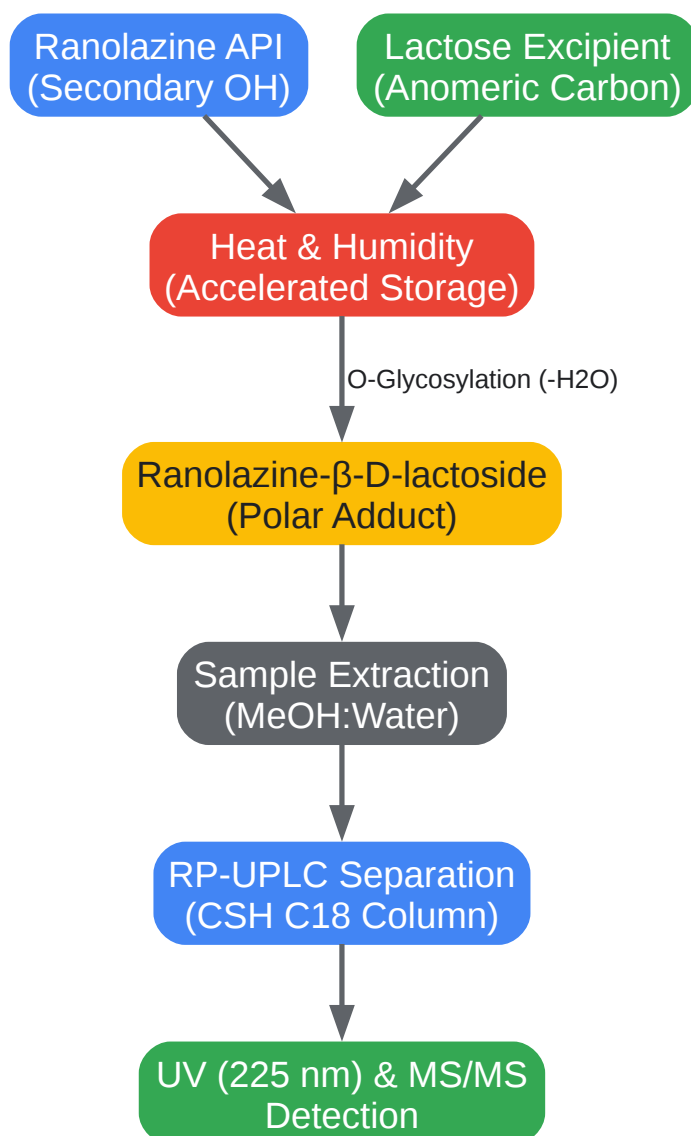 Ranolazine API
(Secondary OH)
Lactose Excipient
(Anomeric Carbon)
Heat & Humidity
(Accelerated Storage)
O-Glycosylation (-H2O)
Ranolazine-β-D-lactoside
(Polar Adduct)
Sample Extraction
(MeOH:Water)
RP-UPLC Separation
(CSH C18 Column)
UV (225 nm) & MS/MS
Detection